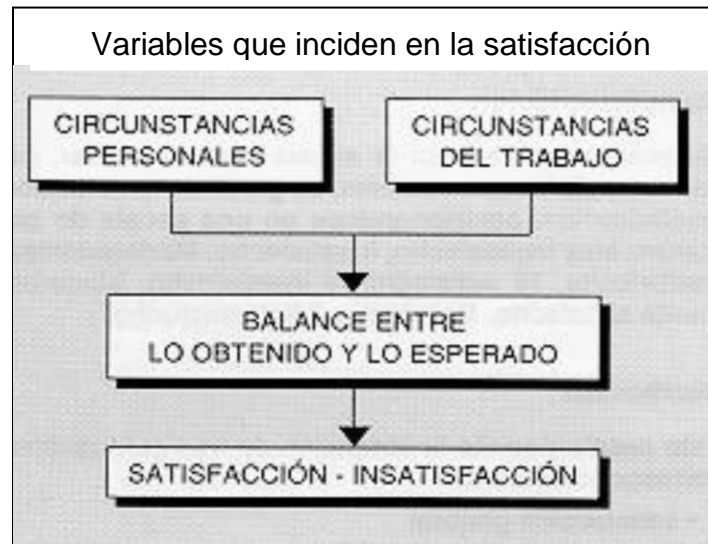 Variables que inciden en la satisfacción
CIRCUNSTANCIAS
PERSONALES
CIRCUNSTANCIAS
DEL TRABAJO
BALANCE ENTRE
LO OBTENIDO Y LO ESPERADO
SATISFACCIÓN - INSATISFACCIÓN